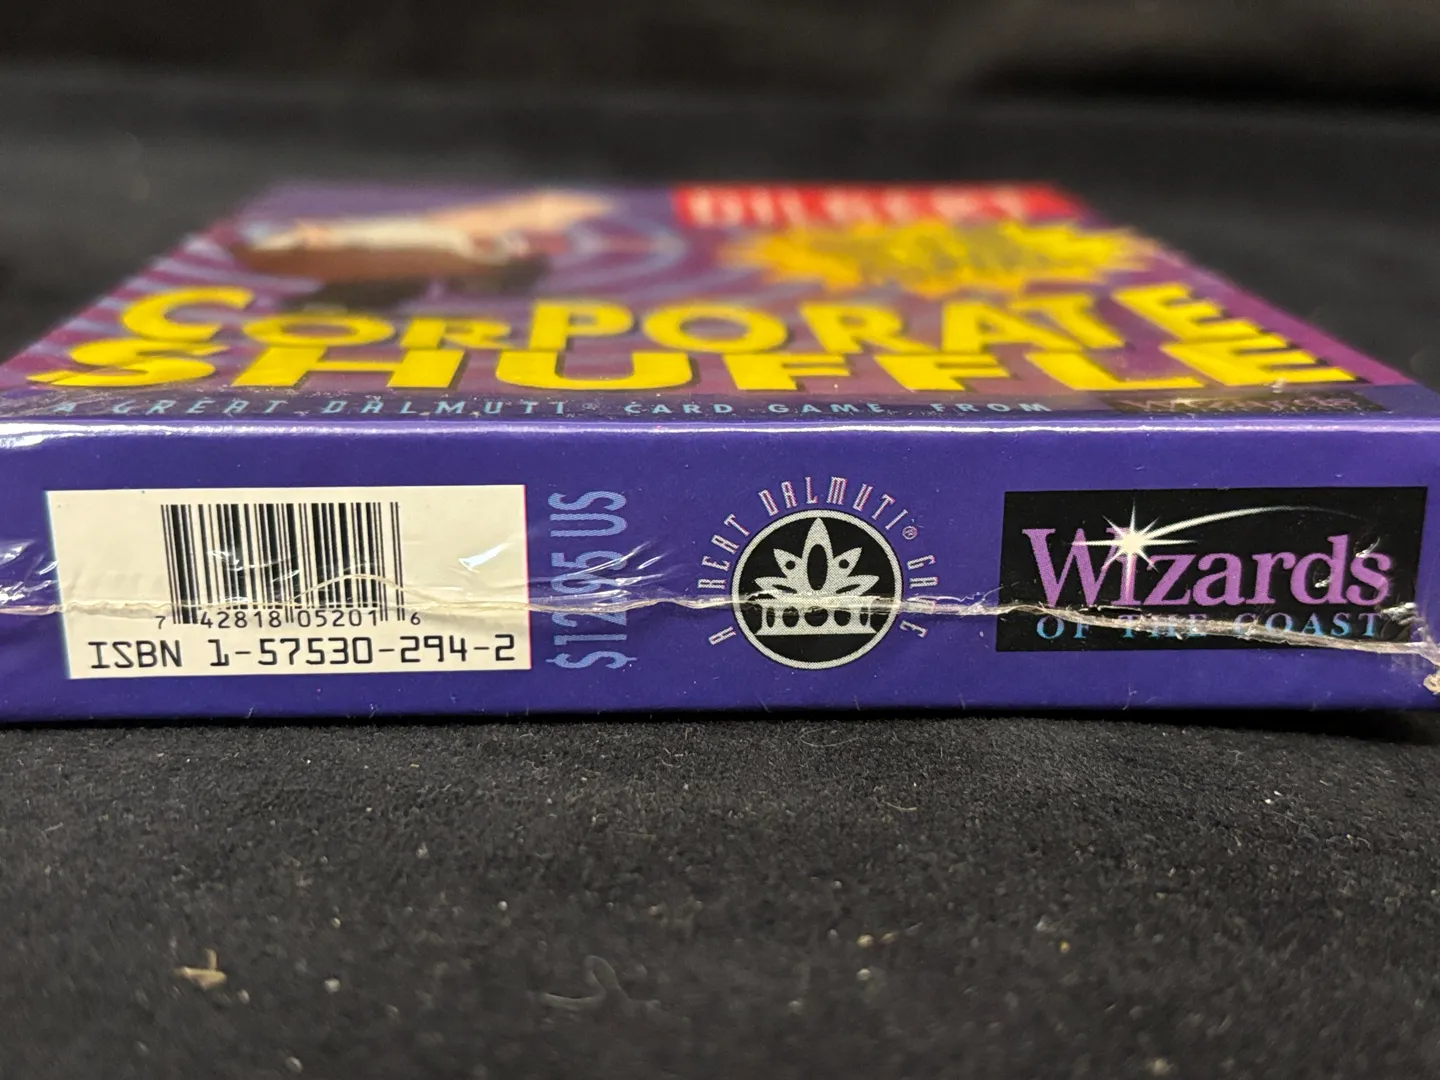 DILBERT
CORPORATE
SHUFFLE
A GREAT DALMUTI® CARD GAME FROM Wizards
7 42818 05201 6
ISBN 1-57530-294-2
$12.95 US
A GREAT DALMUTI® GAME
Wizards
OF THE COAST